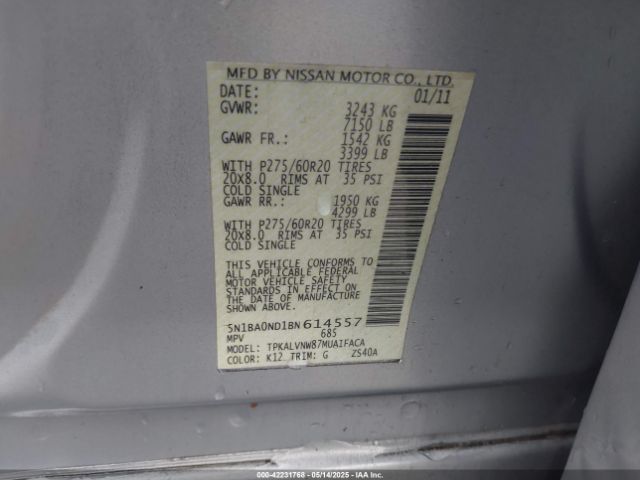 MFD BY NISSAN MOTOR CO., LTD.
DATE: 01/11
GVWR: 3243 KG
7150 LB
GAWR FR.: 1542 KG
3399 LB
WITH P275/60R20 TIRES
20X8.0 RIMS AT 35 PSI
COLD SINGLE
GAWR RR.: 1950 KG
4299 LB
WITH P275/60R20 TIRES
20X8.0 RIMS AT 35 PSI
COLD SINGLE
THIS VEHICLE CONFORMS TO
ALL APPLICABLE FEDERAL
MOTOR VEHICLE SAFETY
STANDARDS IN EFFECT ON
THE DATE OF MANUFACTURE
SHOWN ABOVE.
5N1BA0ND1BN614557
MPV 685
MODEL: TPKALVNW87MUAIFACA
COLOR: K12 TRIM: G ZS40A
000-42231768 - 05/14/2025 - IAAI.COM